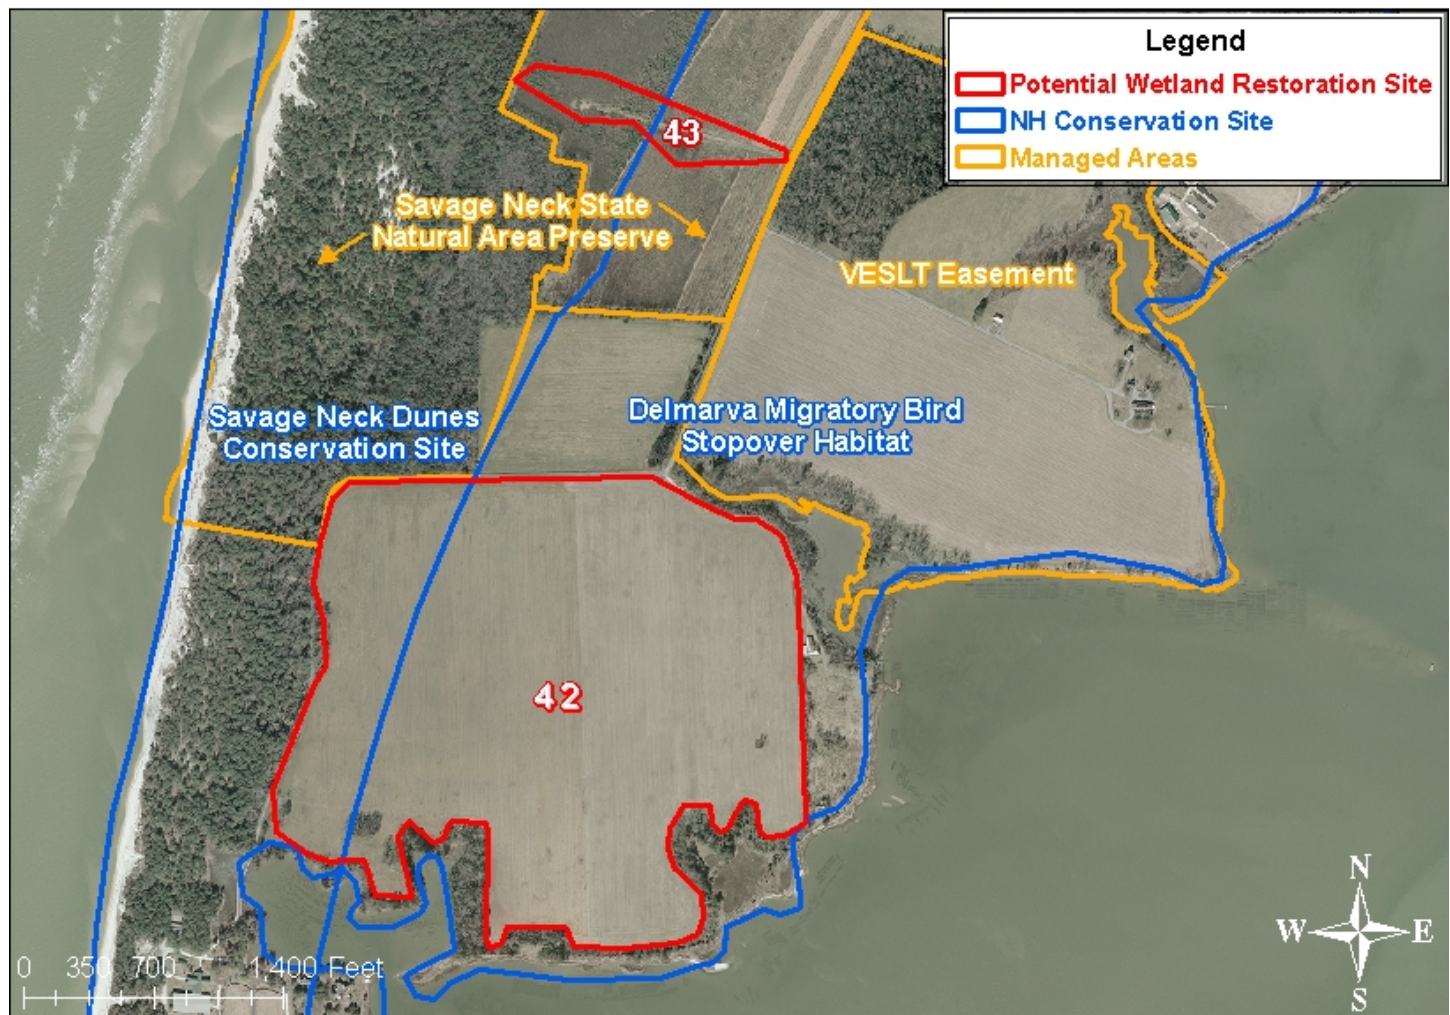 Legend
Potential Wetland Restoration Site
NH Conservation Site
Managed Areas
43
Savage Neck State
Natural Area Preserve
VESLT Easement
Savage Neck Dunes
Conservation Site
Delmarva Migratory Bird
Stopover Habitat
42
N
W
E
S
0 350 700 1,400 Feet